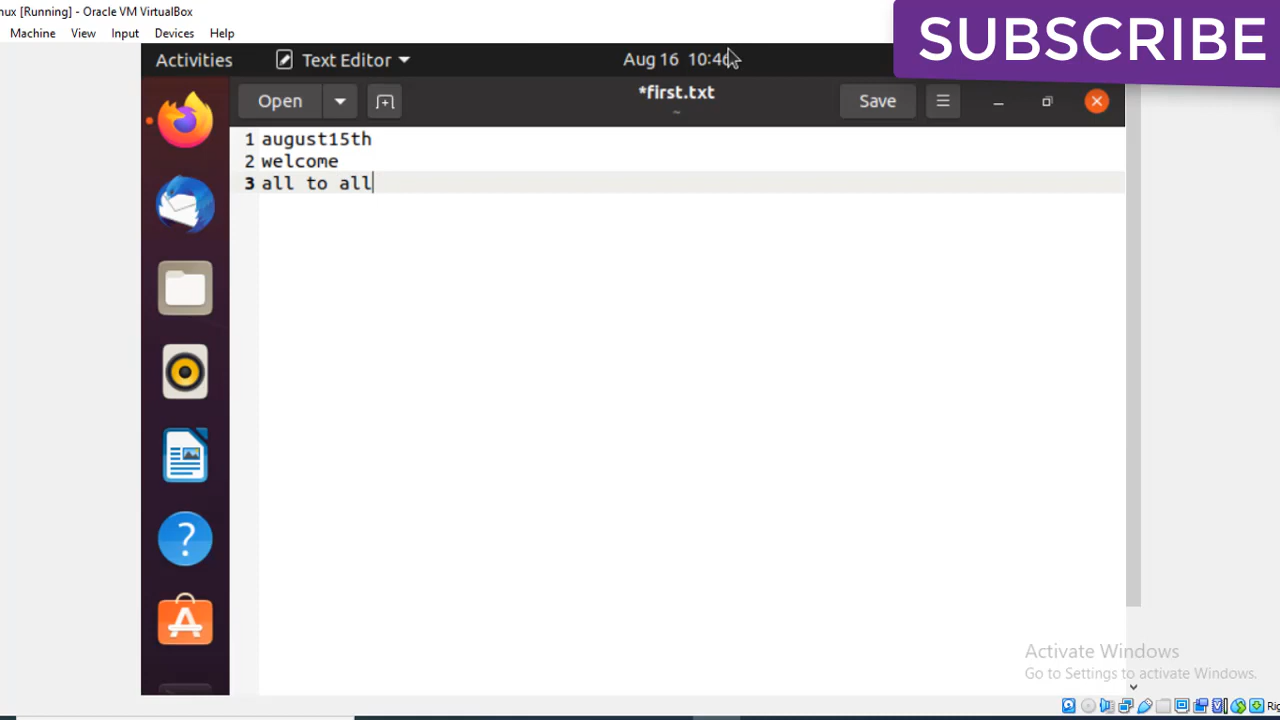 nux [Running] - Oracle VM VirtualBox
Machine View Input Devices Help
SUBSCRIBE
Activities Text Editor Aug 16 10:46
Open *first.txt Save
~
1 august15th
2 welcome
3 all to all
Activate Windows
Go to Settings to activate Windows.